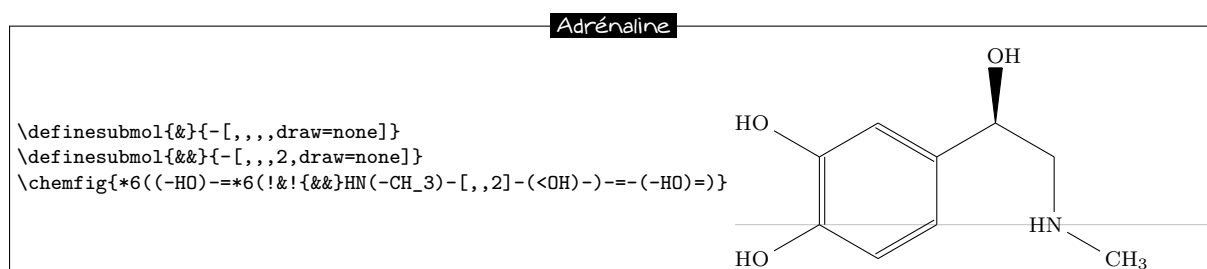 Adrénaline
\definesubmol{&}{-[,,,,draw=none]}
\definesubmol{&&}{-[,,,2,draw=none]}
\chemfig{*6((-HO)-=*6(!&!{&&}HN(-CH_3)-[,,2]-(<OH)-)-=-(-HO)=)}
OH
HO
HN
HO
CH₃